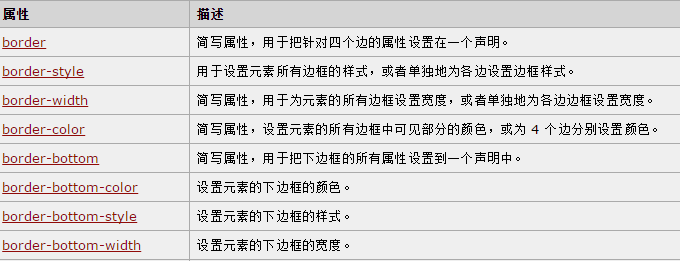 属性 描述
border 简写属性，用于把针对四个边的属性设置在一个声明。
border-style 用于设置元素所有边框的样式，或者单独地为各边设置边框样式。
border-width 简写属性，用于为元素的所有边框设置宽度，或者单独地为各边边框设置宽度。
border-color 简写属性，设置元素的所有边框中可见部分的颜色，或为 4 个边分别设置颜色。
border-bottom 简写属性，用于把下边框的所有属性设置到一个声明中。
border-bottom-color 设置元素的下边框的颜色。
border-bottom-style 设置元素的下边框的样式。
border-bottom-width 设置元素的下边框的宽度。